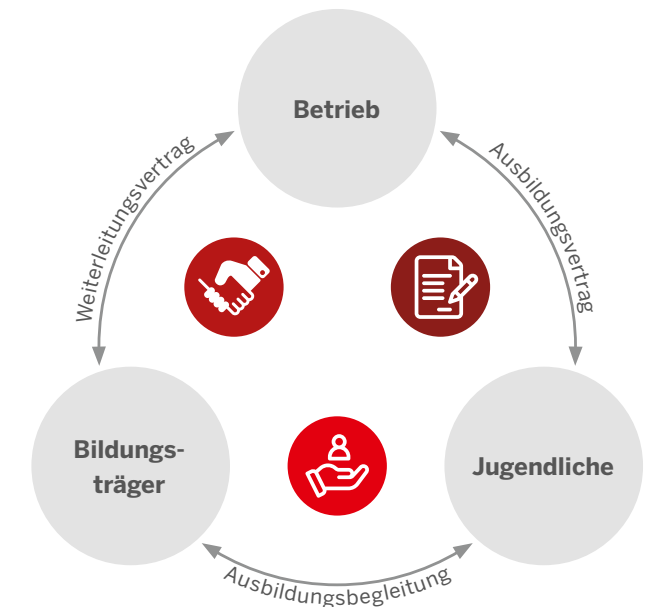 Betrieb
Weiterleitungsvertrag
Ausbildungsvertrag
Bildungs-
träger
Jugendliche
Ausbildungsbegleitung